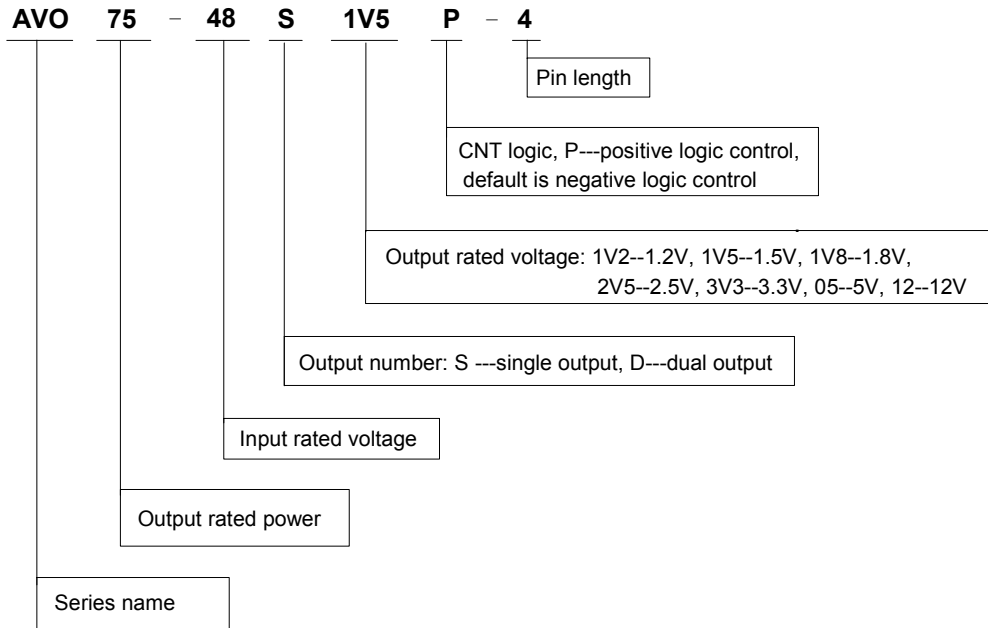 AVO 75 – 48 S 1V5 P – 4
Pin length
CNT logic, P---positive logic control,
default is negative logic control
Output rated voltage: 1V2--1.2V, 1V5--1.5V, 1V8--1.8V,
2V5--2.5V, 3V3--3.3V, 05--5V, 12--12V
Output number: S ---single output, D---dual output
Input rated voltage
Output rated power
Series name